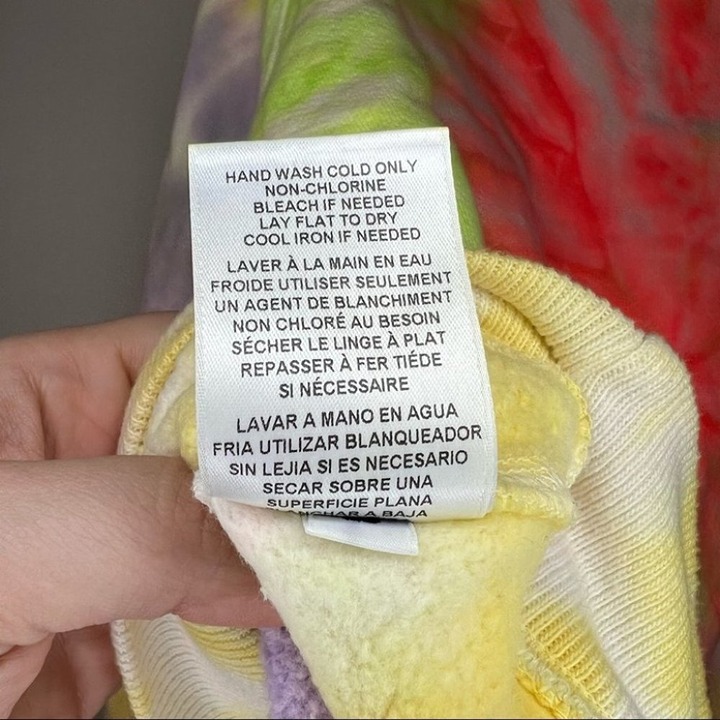 HAND WASH COLD ONLY
NON-CHLORINE
BLEACH IF NEEDED
LAY FLAT TO DRY
COOL IRON IF NEEDED
LAVER À LA MAIN EN EAU
FROIDE UTILISER SEULEMENT
UN AGENT DE BLANCHIMENT
NON CHLORÉ AU BESOIN
SÉCHER LE LINGE À PLAT
REPASSER À FER TIÉDE
SI NÉCESSAIRE
LAVAR A MANO EN AGUA
FRIA UTILIZAR BLANQUEADOR
SIN LEJIA SI ES NECESARIO
SECAR SOBRE UNA
SUPERFICIE PLANA
A BAJA